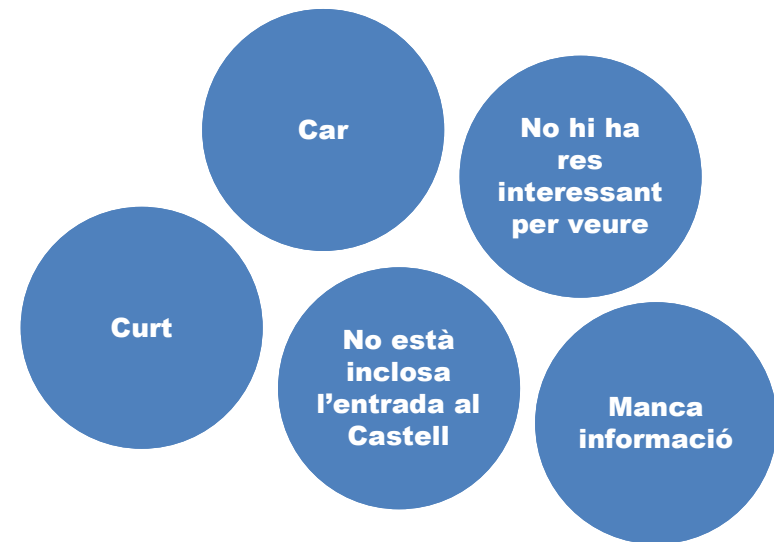 Car
No hi ha
res
interessant
per veure
Curt
No està
inclosa
l’entrada al
Castell
Manca
informació